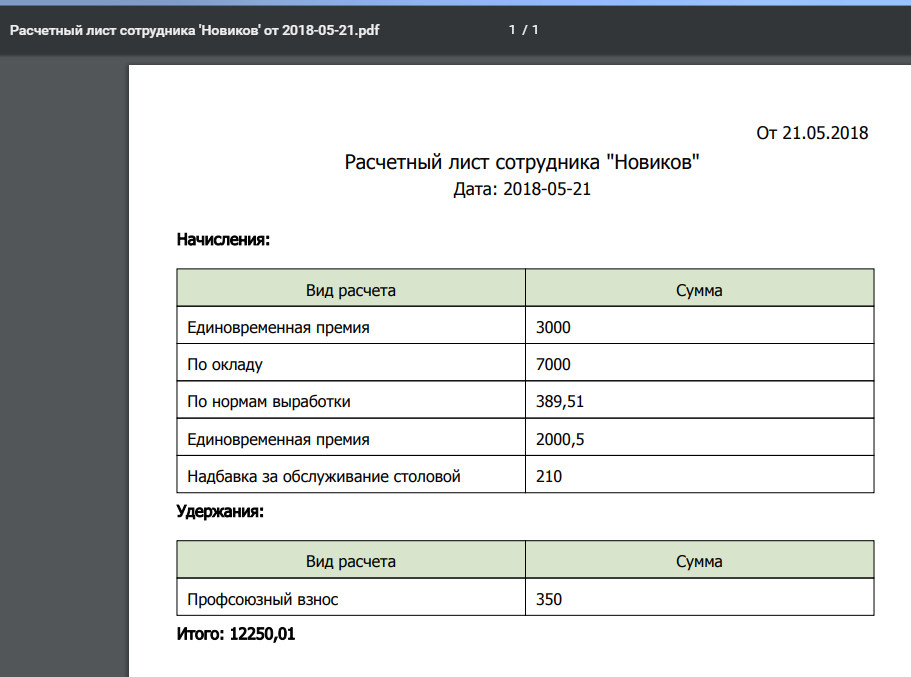 Расчетный лист сотрудника 'Новиков' от 2018-05-21.pdf 1 / 1
От 21.05.2018
Расчетный лист сотрудника "Новиков"
Дата: 2018-05-21
Начисления:
Вид расчета Сумма
Единовременная премия 3000
По окладу 7000
По нормам выработки 389,51
Единовременная премия 2000,5
Надбавка за обслуживание столовой 210
Удержания:
Вид расчета Сумма
Профсоюзный взнос 350
Итого: 12250,01